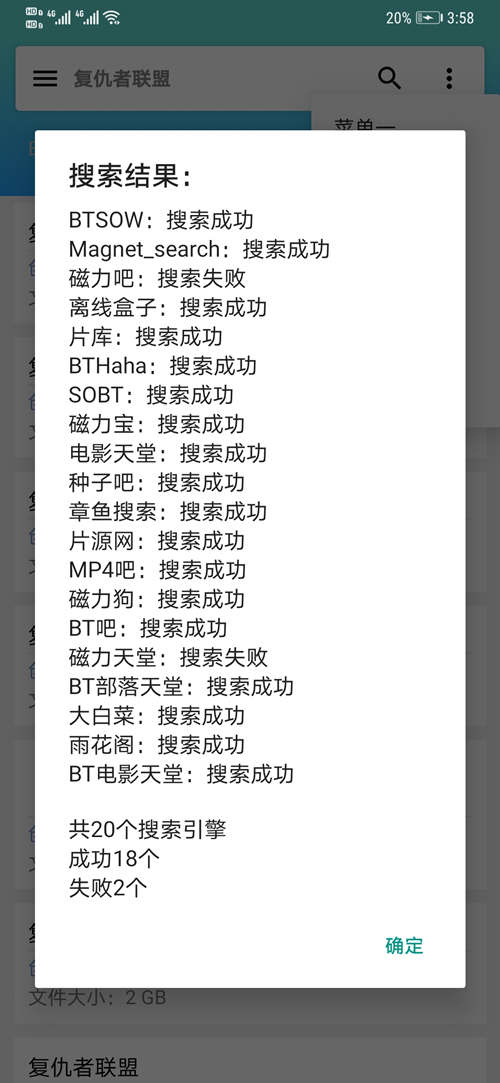 20% 3:58
复仇者联盟
菜单一
搜索结果：
BTSOW：搜索成功
Magnet_search：搜索成功
磁力吧：搜索失败
离线盒子：搜索成功
片库：搜索成功
BTHaha：搜索成功
SOBT：搜索成功
磁力宝：搜索成功
电影天堂：搜索成功
种子吧：搜索成功
章鱼搜索：搜索成功
片源网：搜索成功
MP4吧：搜索成功
磁力狗：搜索成功
BT吧：搜索成功
磁力天堂：搜索失败
BT部落天堂：搜索成功
大白菜：搜索成功
雨花阁：搜索成功
BT电影天堂：搜索成功
共20个搜索引擎
成功18个
失败2个
确定
文件大小：2 GB
复仇者联盟